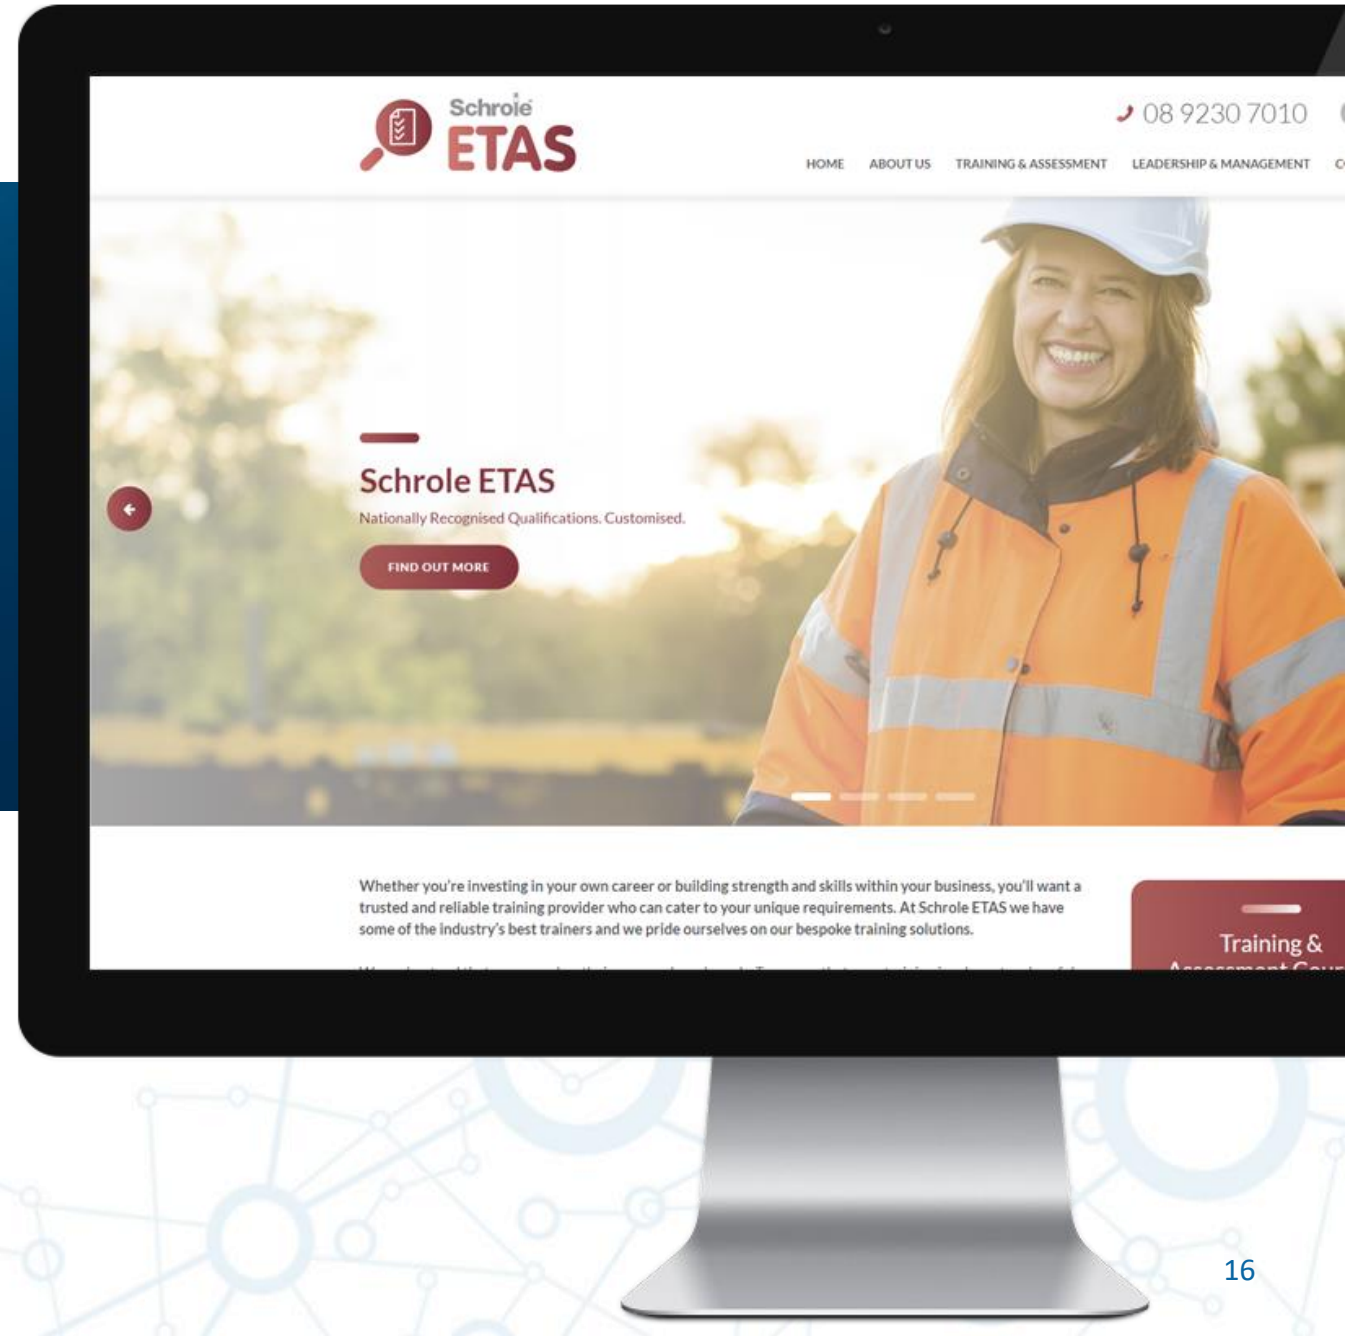 Schrole
ETAS
08 9230 7010
HOME ABOUT US TRAINING & ASSESSMENT LEADERSHIP & MANAGEMENT
Schrole ETAS
Nationally Recognised Qualifications. Customised.
FIND OUT MORE
Whether you're investing in your own career or building strength and skills within your business, you'll want a
trusted and reliable training provider who can cater to your unique requirements. At Schrole ETAS we have
some of the industry's best trainers and we pride ourselves on our bespoke training solutions.
Training &
Assessment
16